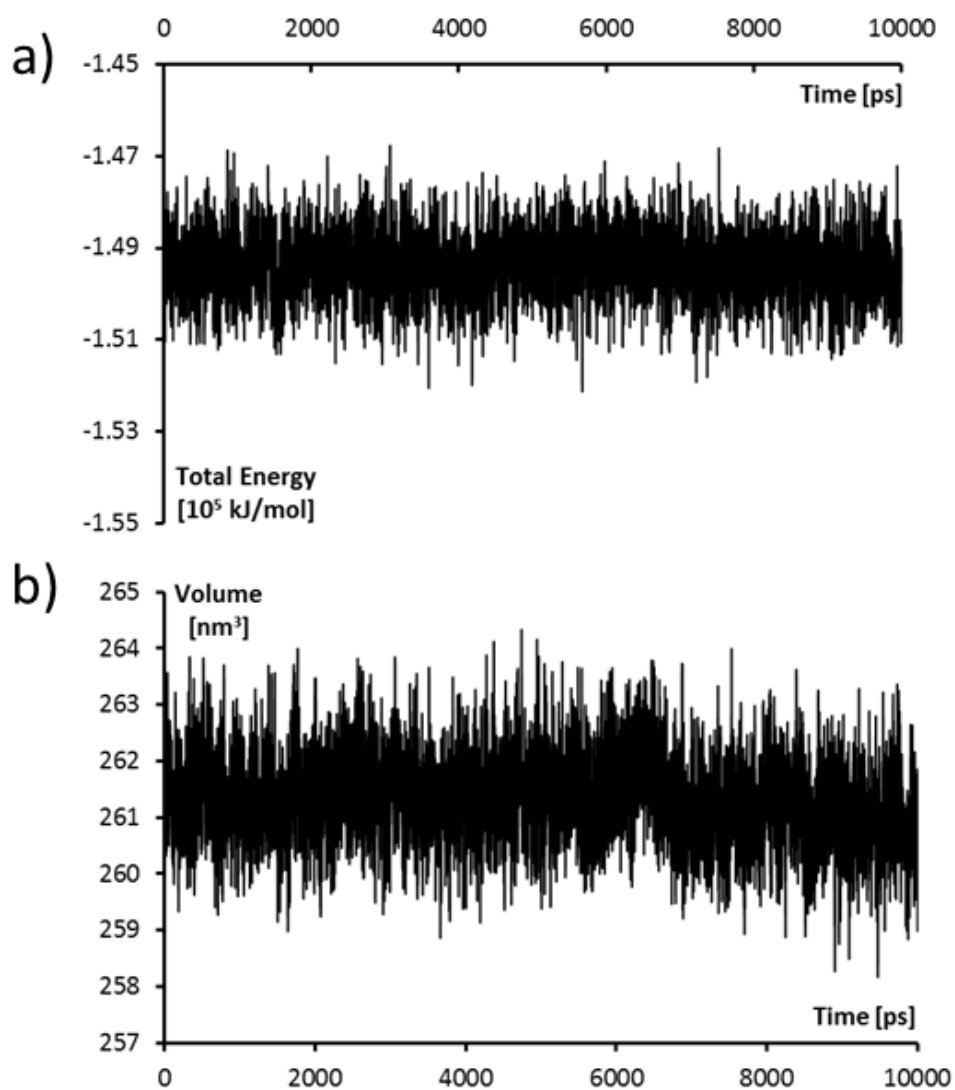 a)
0 2000 4000 6000 8000 10000
-1.45
Time [ps]
-1.47
-1.49
-1.51
-1.53
Total Energy
[10⁵ kJ/mol]
-1.55
b)
265
Volume
[nm³]
264
263
262
261
260
259
258
Time [ps]
257
0 2000 4000 6000 8000 10000